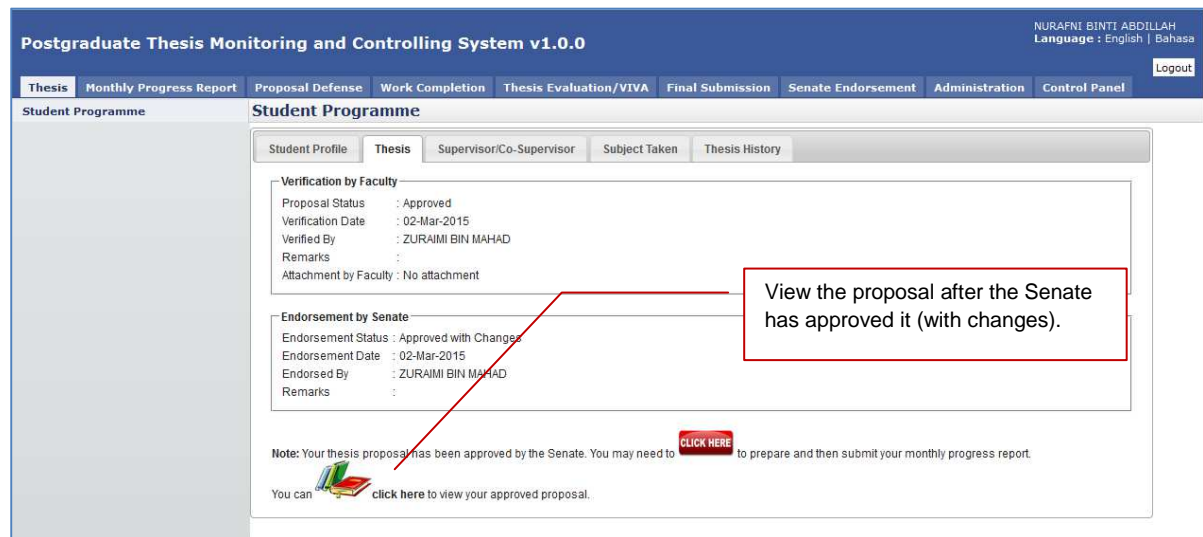 NURAFNI BINTI ABDILLAH
Postgraduate Thesis Monitoring and Controlling System v1.0.0
Language : English | Bahasa
Logout
Thesis Monthly Progress Report Proposal Defense Work Completion Thesis Evaluation/VIVA Final Submission Senate Endorsement Administration Control Panel
Student Programme
Student Programme
Student Profile Thesis Supervisor/Co-Supervisor Subject Taken Thesis History
Verification by Faculty
Proposal Status : Approved
Verification Date : 02-Mar-2015
Verified By : ZURAIMI BIN MAHAD
Remarks :
Attachment by Faculty : No attachment
View the proposal after the Senate
has approved it (with changes).
Endorsement by Senate
Endorsement Status : Approved with Changes
Endorsement Date : 02-Mar-2015
Endorsed By : ZURAIMI BIN MAHAD
Remarks :
Note: Your thesis proposal has been approved by the Senate. You may need to CLICK HERE to prepare and then submit your monthly progress report.
You can click here to view your approved proposal.